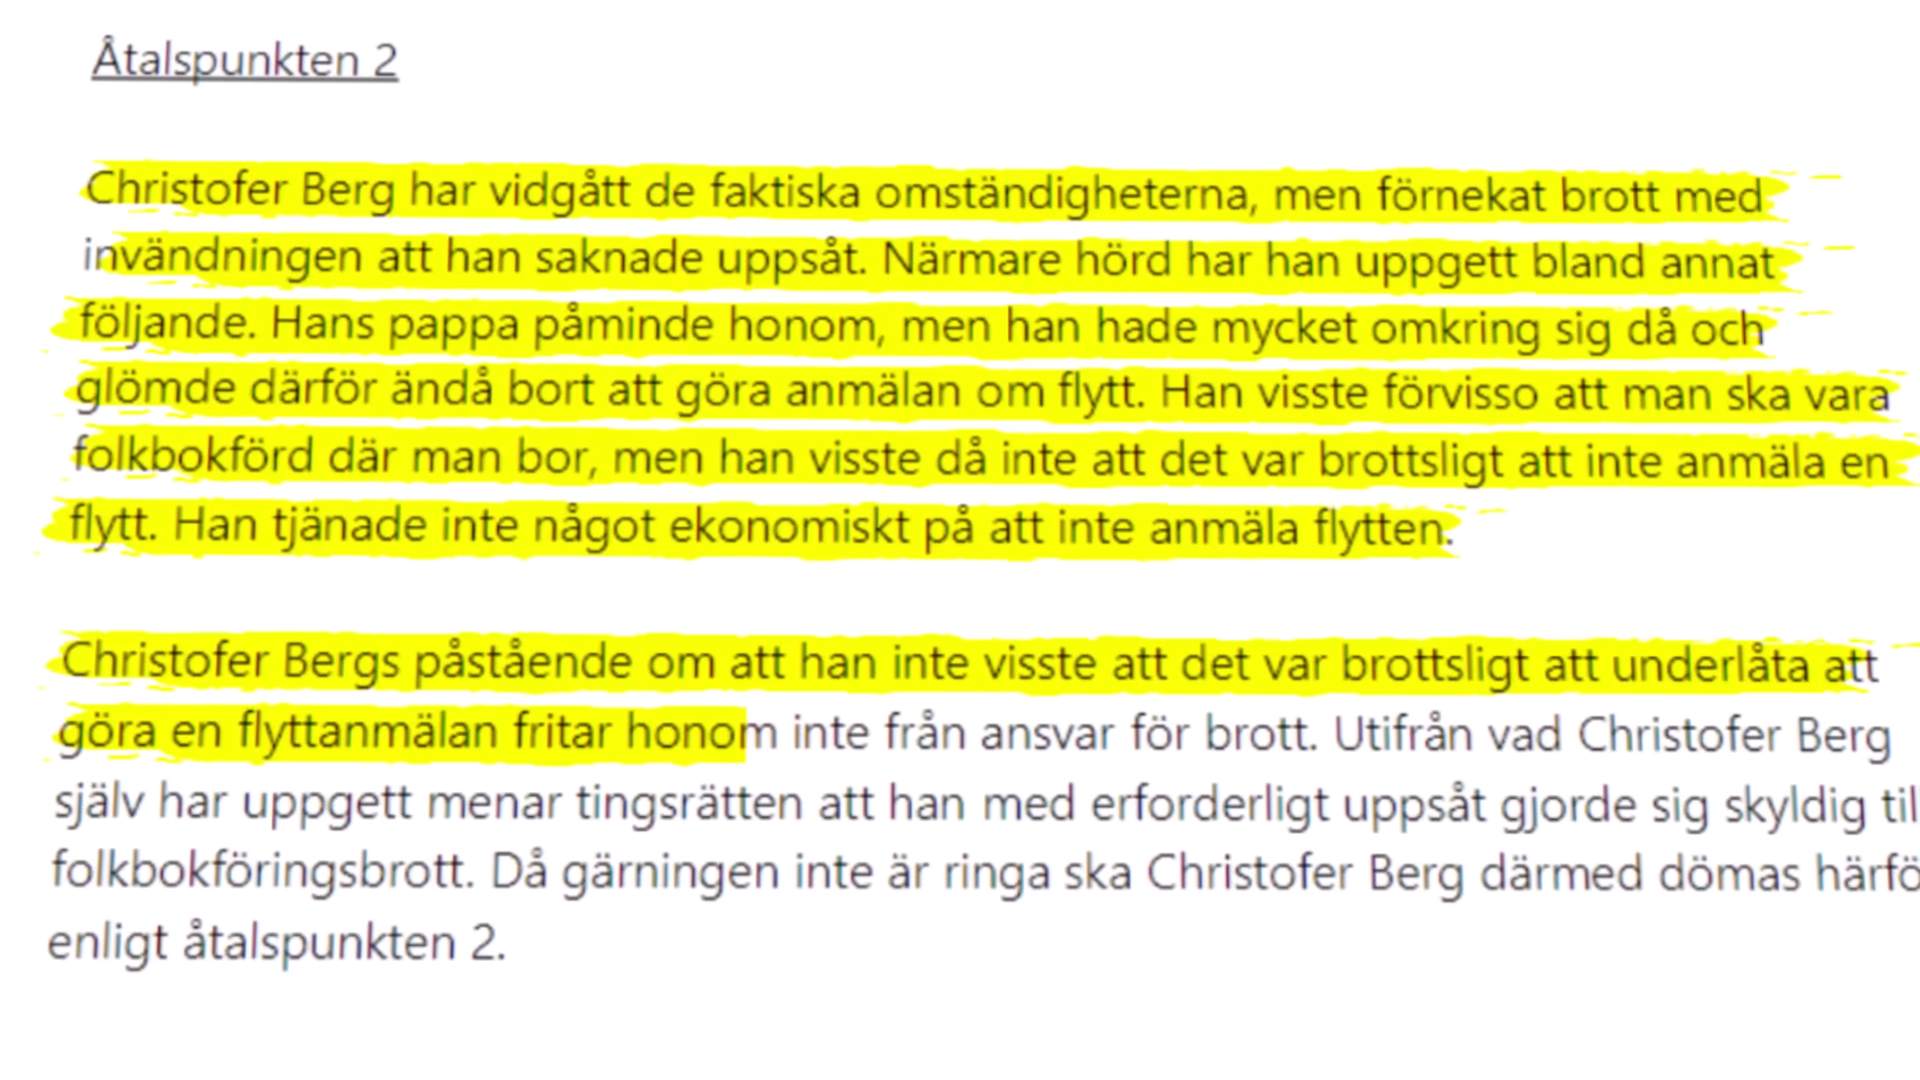 Åtalspunkten 2
Christofer Berg har vidgått de faktiska omständigheterna, men förnekat brott med
invändningen att han saknade uppsåt. Närmare hörd har han uppgett bland annat
följande. Hans pappa påminde honom, men han hade mycket omkring sig då och
glömde därför ändå bort att göra anmälan om flytt. Han visste förvisso att man ska vara
folkbokförd där man bor, men han visste då inte att det var brottsligt att inte anmäla en
flytt. Han tjänade inte något ekonomiskt på att inte anmäla flytten.
Christofer Bergs påstående om att han inte visste att det var brottsligt att underlåta att
göra en flyttanmälan fritar honom inte från ansvar för brott. Utifrån vad Christofer Berg
själv har uppgett menar tingsrätten att han med erforderligt uppsåt gjorde sig skyldig till
folkbokföringsbrott. Då gärningen inte är ringa ska Christofer Berg därmed dömas härfö
enligt åtalspunkten 2.